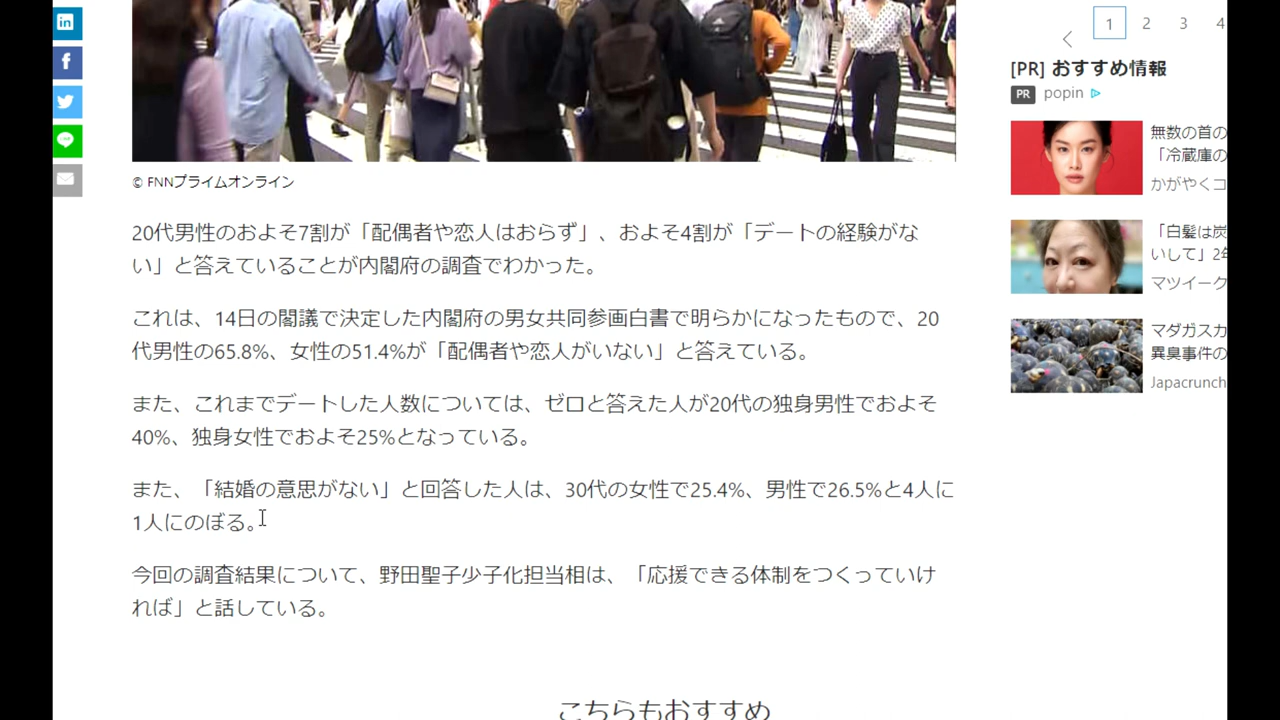 in
f
1 2 3 4
[PR] おすすめ情報
PR popin
無数の首の
「冷蔵庫の
かがやくコ
「白髪は炭
いして」2年
マツイーク
マダガスカ
異臭事件の
Japacrunch
© FNNプライムオンライン
20代男性のおよそ7割が「配偶者や恋人はおらず」、およそ4割が「デートの経験がな
い」と答えていることが内閣府の調査でわかった。
これは、14日の閣議で決定した内閣府の男女共同参画白書で明らかになったもので、20
代男性の65.8%、女性の51.4%が「配偶者や恋人がいない」と答えている。
また、これまでデートした人数については、ゼロと答えた人が20代の独身男性でおよそ
40%、独身女性でおよそ25%となっている。
また、「結婚の意思がない」と回答した人は、30代の女性で25.4%、男性で26.5%と4人に
1人にのぼる。
今回の調査結果について、野田聖子少子化担当相は、「応援できる体制をつくっていけ
れば」と話している。
こちらもおすすめ